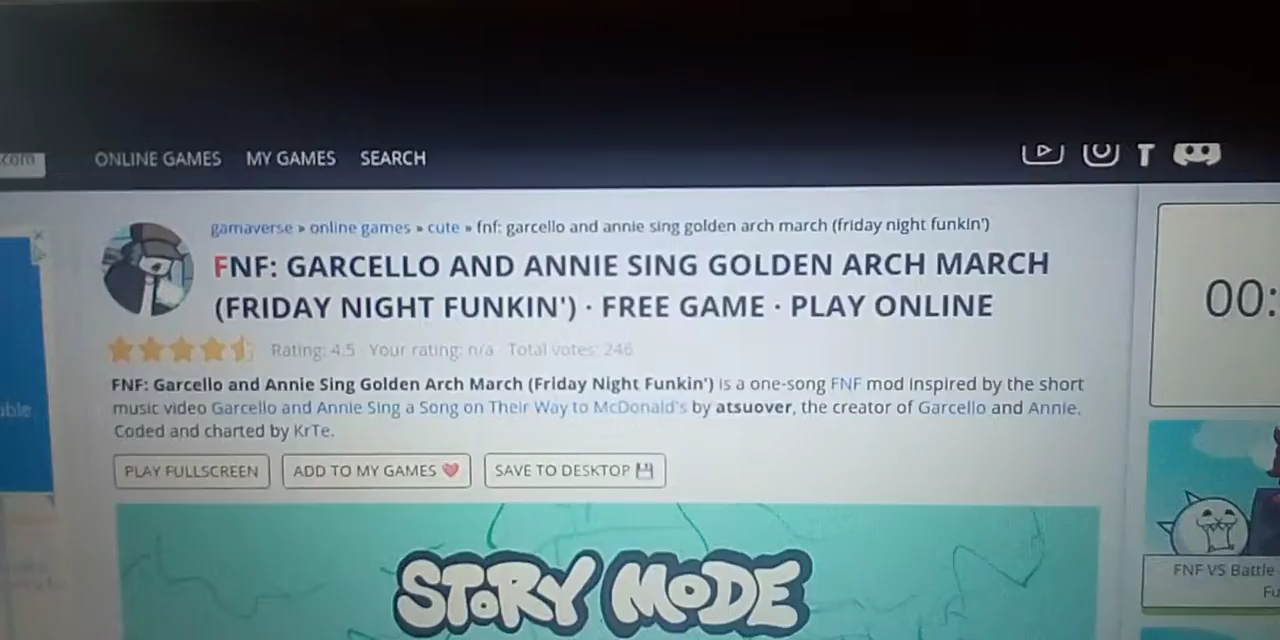 .com
ONLINE GAMES MY GAMES SEARCH
gamaverse » online games » cute » fnf: garcello and annie sing golden arch march (friday night funkin')
FNF: GARCELLO AND ANNIE SING GOLDEN ARCH MARCH
(FRIDAY NIGHT FUNKIN') · FREE GAME · PLAY ONLINE
00:
Rating: 4.5 · Your rating: n/a · Total votes: 246
FNF: Garcello and Annie Sing Golden Arch March (Friday Night Funkin') is a one-song FNF mod inspired by the short
music video Garcello and Annie Sing a Song on Their Way to McDonald's by atsuover, the creator of Garcello and Annie.
Coded and charted by KrTe.
PLAY FULLSCREEN ADD TO MY GAMES SAVE TO DESKTOP
STORY MODE
FNF VS Battle
Fu